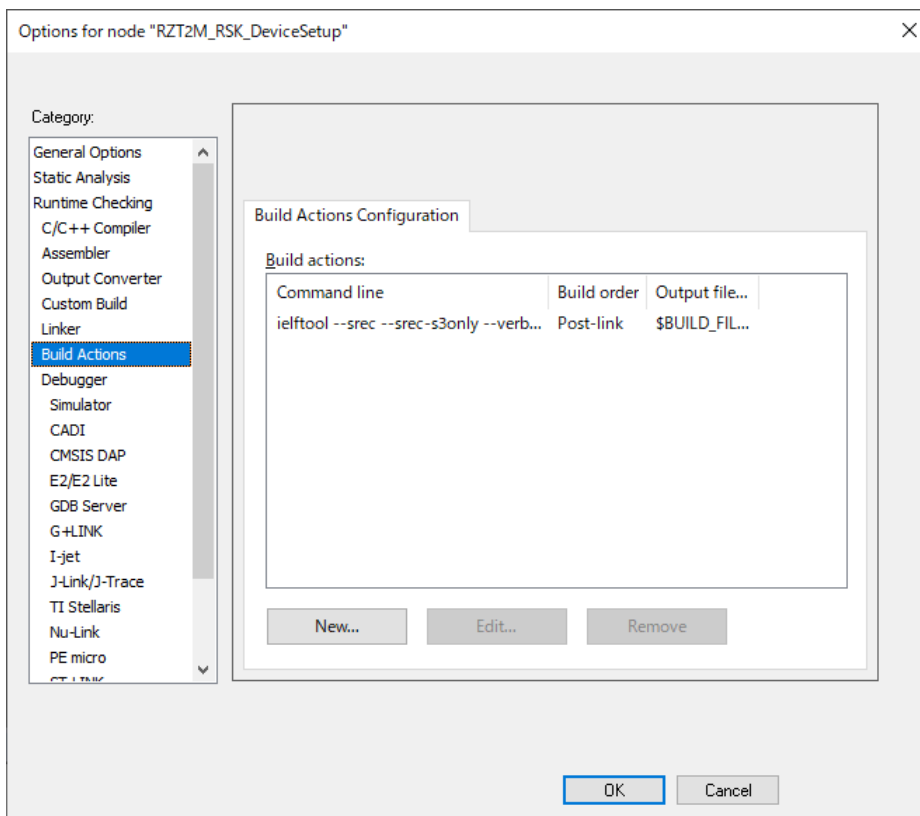 Options for node "RZT2M_RSK_DeviceSetup"
Category:
General Options
Static Analysis
Runtime Checking
C/C++ Compiler
Assembler
Output Converter
Custom Build
Linker
Build Actions
Debugger
Simulator
CADI
CMSIS DAP
E2/E2 Lite
GDB Server
G+LINK
I-jet
J-Link/J-Trace
TI Stellaris
Nu-Link
PE micro
ST-LINK
Build Actions Configuration
Build actions:
Command line Build order Output file...
ielftool --srec --srec-s3only --verb... Post-link $BUILD_FIL...
New... Edit... Remove
OK Cancel